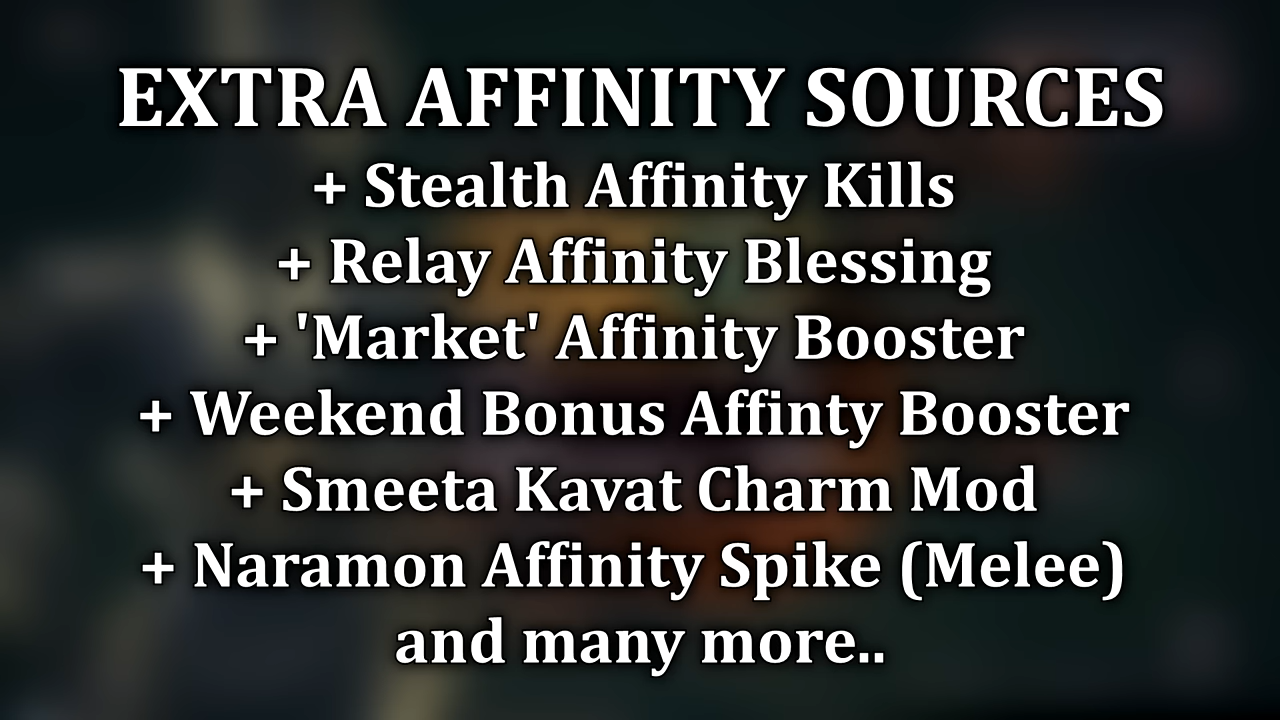 EXTRA AFFINITY SOURCES
+ Stealth Affinity Kills
+ Relay Affinity Blessing
+ 'Market' Affinity Booster
+ Weekend Bonus Affinty Booster
+ Smeeta Kavat Charm Mod
+ Naramon Affinity Spike (Melee)
and many more..